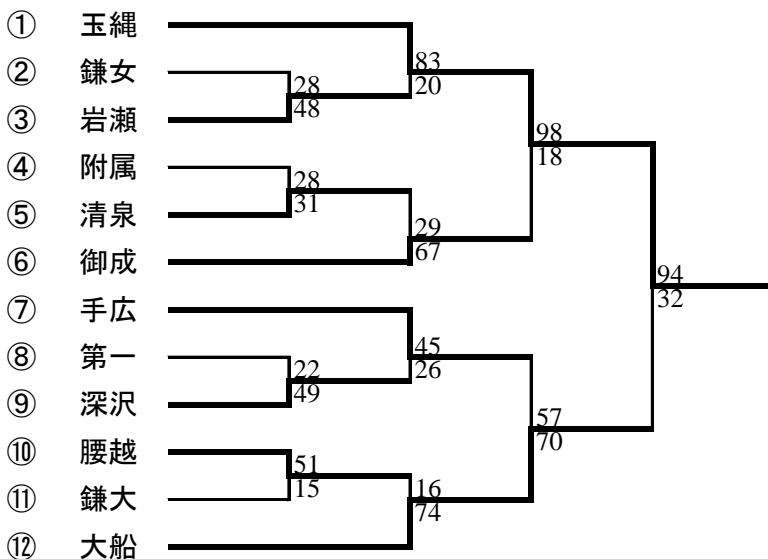 ① 玉縄
② 鎌女
③ 岩瀬
④ 附属
⑤ 清泉
⑥ 御成
⑦ 手広
⑧ 第一
⑨ 深沢
⑩ 腰越
⑪ 鎌大
⑫ 大船
28
48
28
31
22
49
51
15
83
20
29
67
45
26
16
74
98
18
57
70
94
32